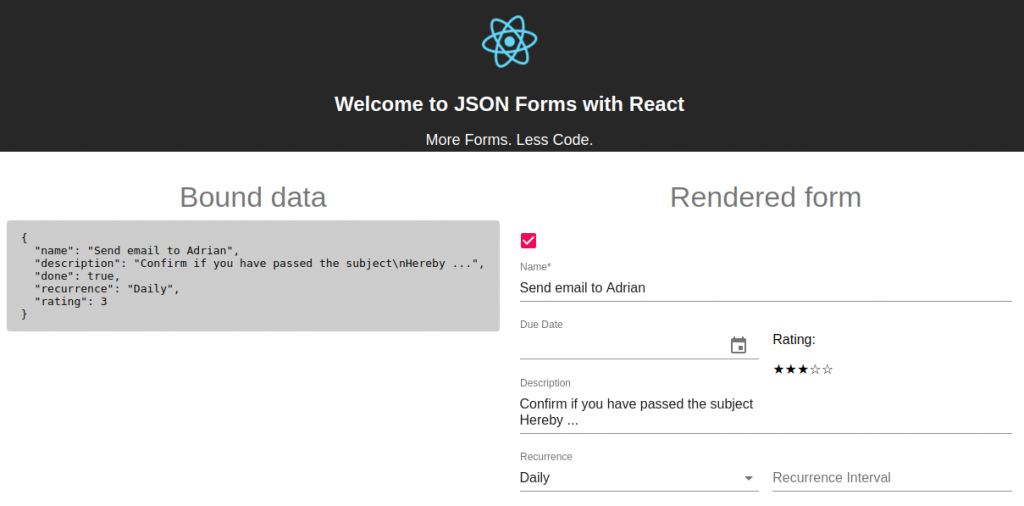 Welcome to JSON Forms with React
More Forms. Less Code.
Bound data
{
  "name": "Send email to Adrian",
  "description": "Confirm if you have passed the subject\nHereby ...",
  "done": true,
  "recurrence": "Daily",
  "rating": 3
}
Rendered form
Name*
Send email to Adrian
Due Date
Rating:
★★★☆☆
Description
Confirm if you have passed the subject
Hereby ...
Recurrence
Daily
Recurrence Interval